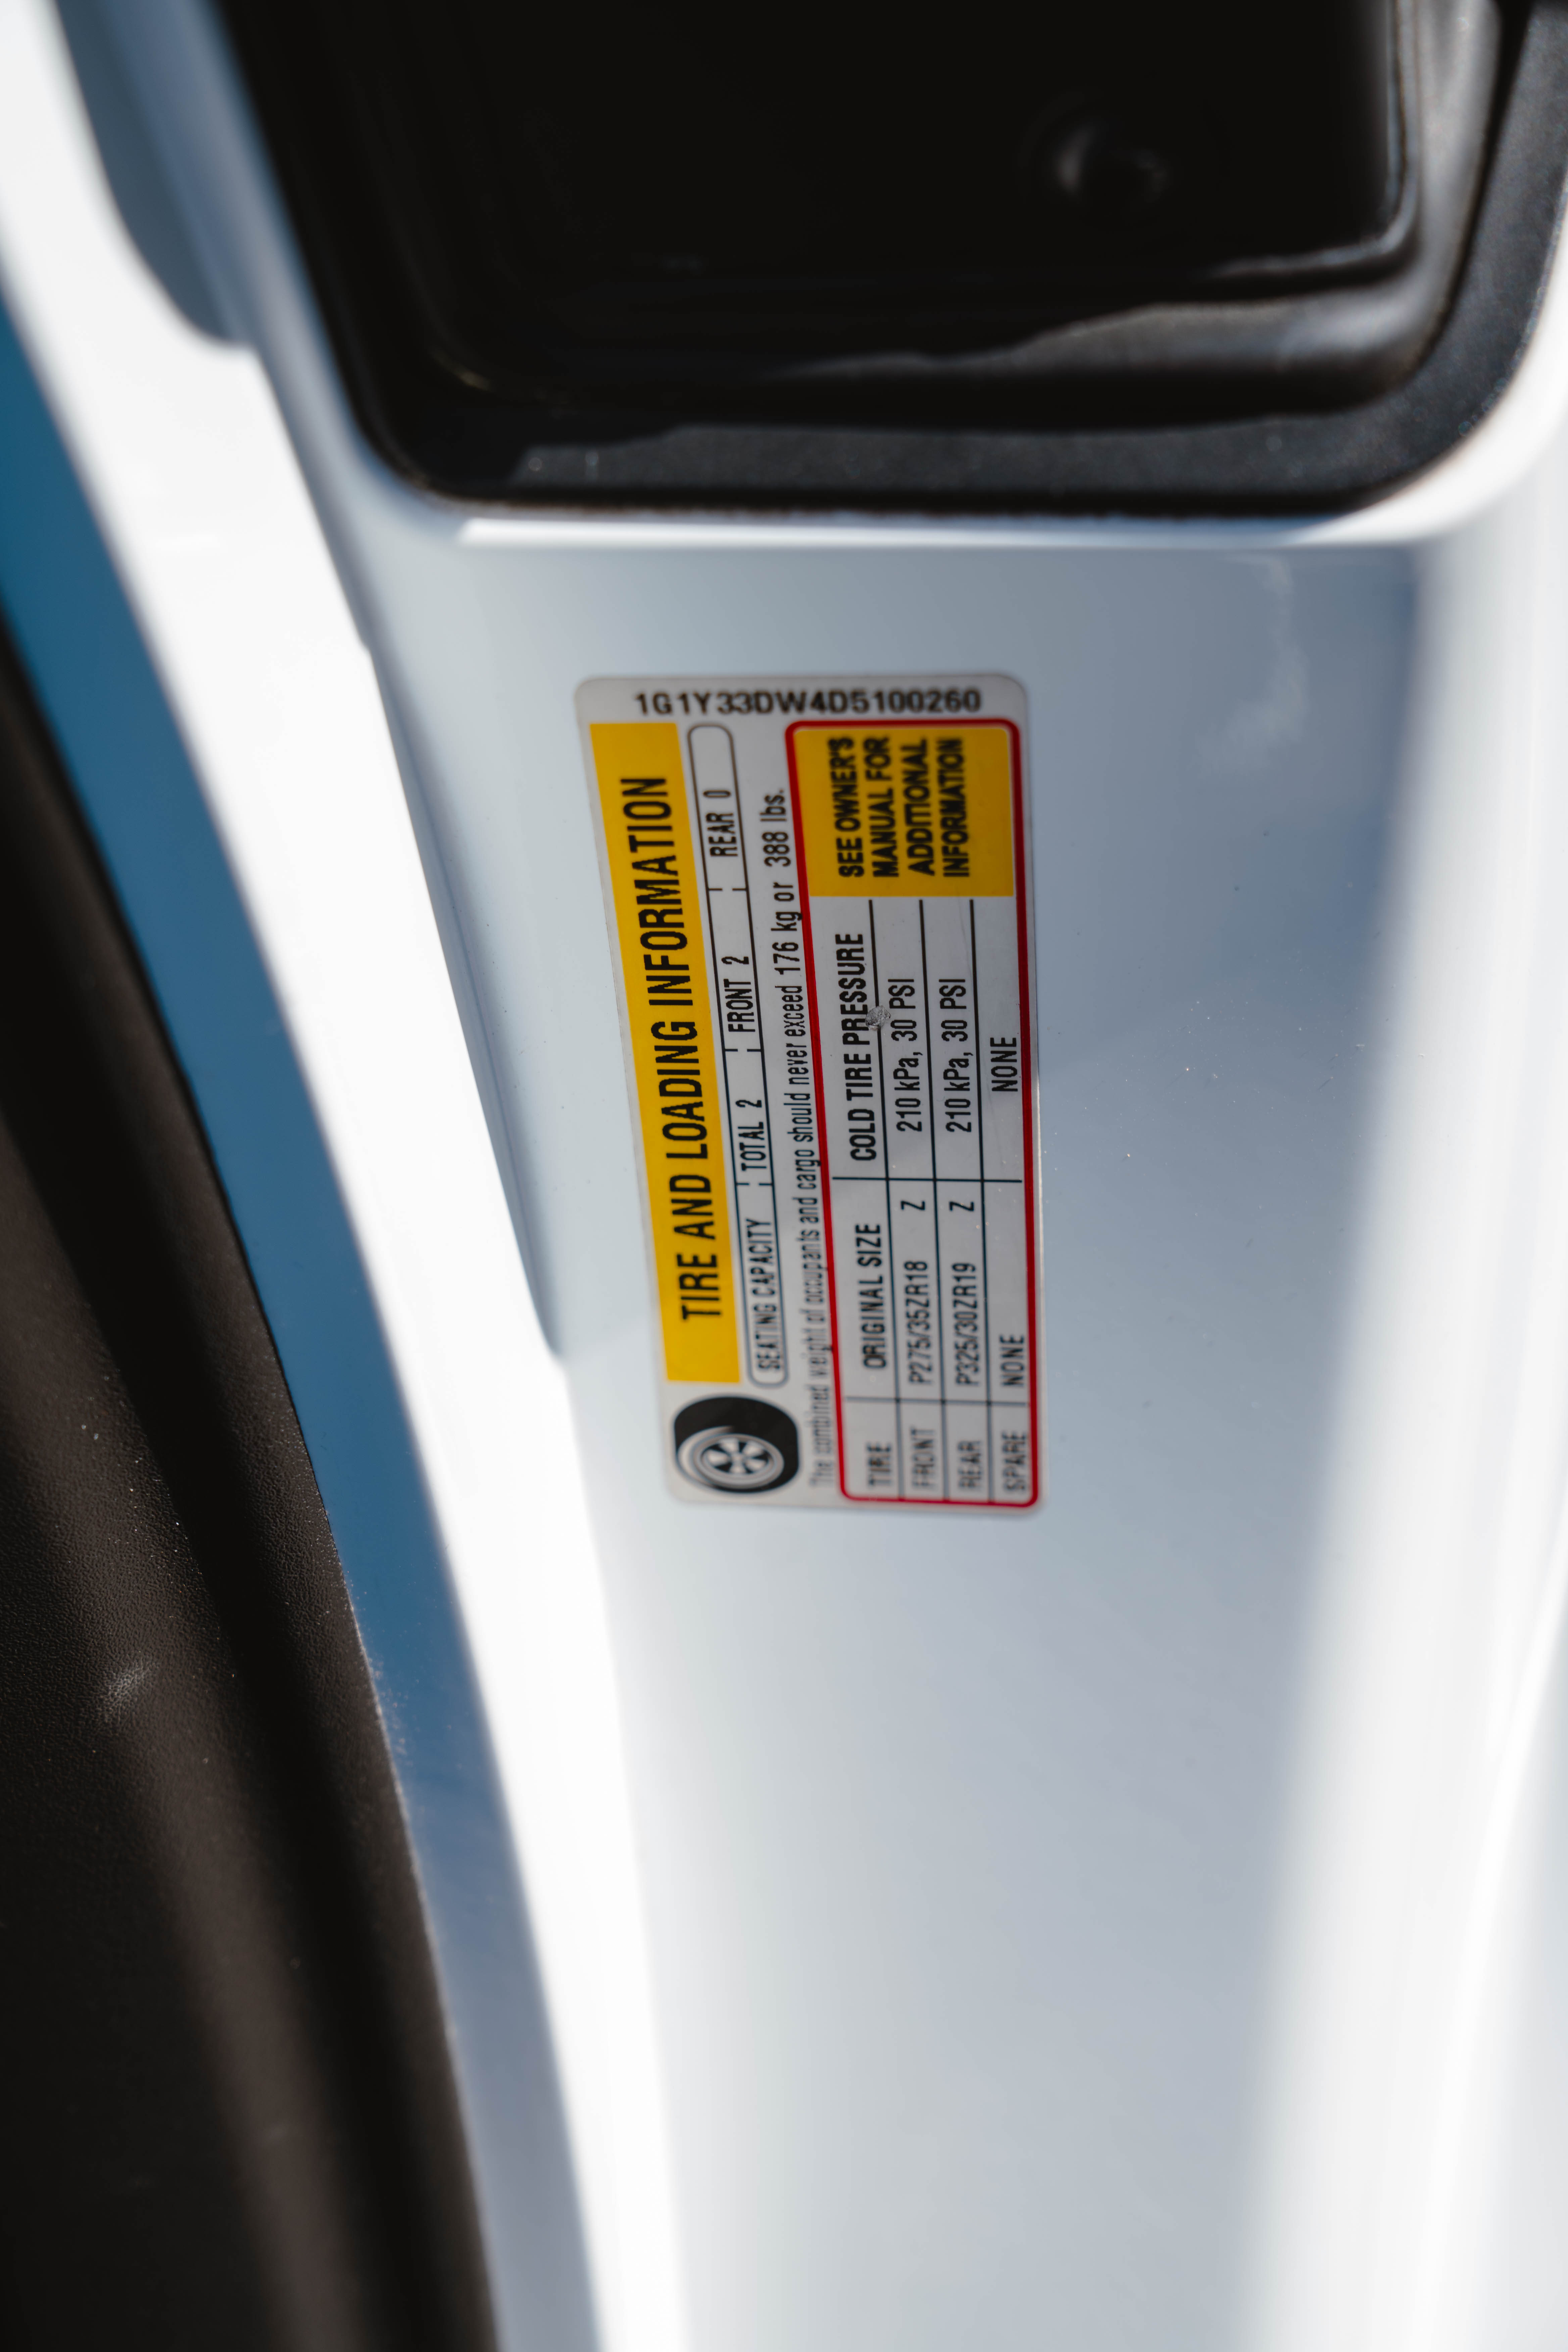 1G1Y33DW4D5100260
TIRE AND LOADING INFORMATION
SEATING CAPACITY TOTAL 2 FRONT 2 REAR 0
The combined weight of occupants and cargo should never exceed 176 kg or 388 lbs.
TIRE ORIGINAL SIZE COLD TIRE PRESSURE
FRONT P275/35ZR18 Z 210 kPa, 30 PSI
REAR P325/30ZR19 Z 210 kPa, 30 PSI
SPARE NONE NONE
SEE OWNER'S
MANUAL FOR
ADDITIONAL
INFORMATION